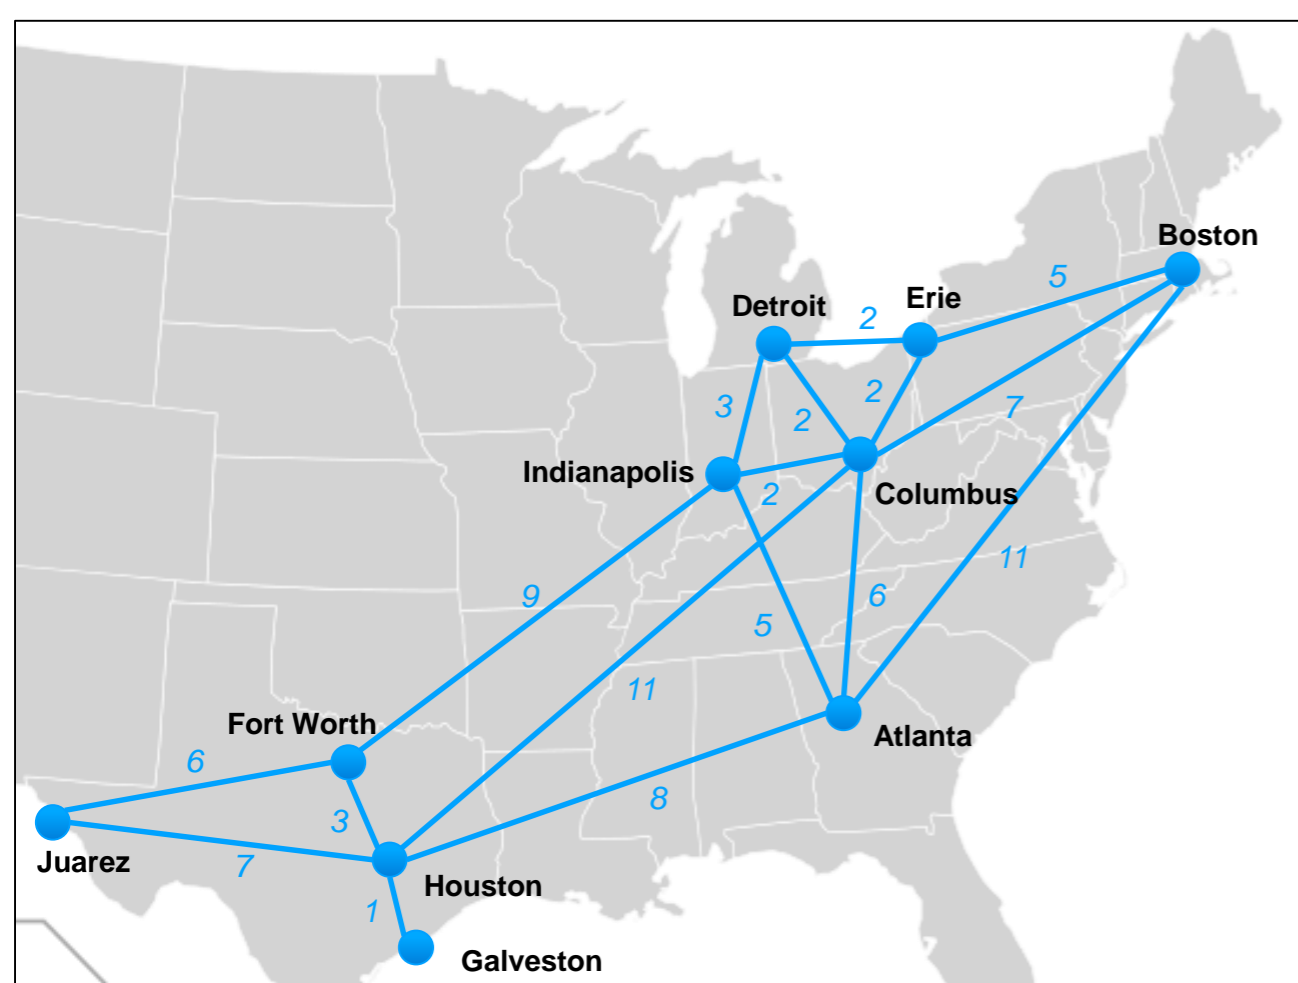 Boston
5
Detroit
Erie
2
2
3
2
7
Indianapolis
2
Columbus
11
9
6
5
11
Fort Worth
Atlanta
6
8
3
Juarez
7
Houston
1
Galveston